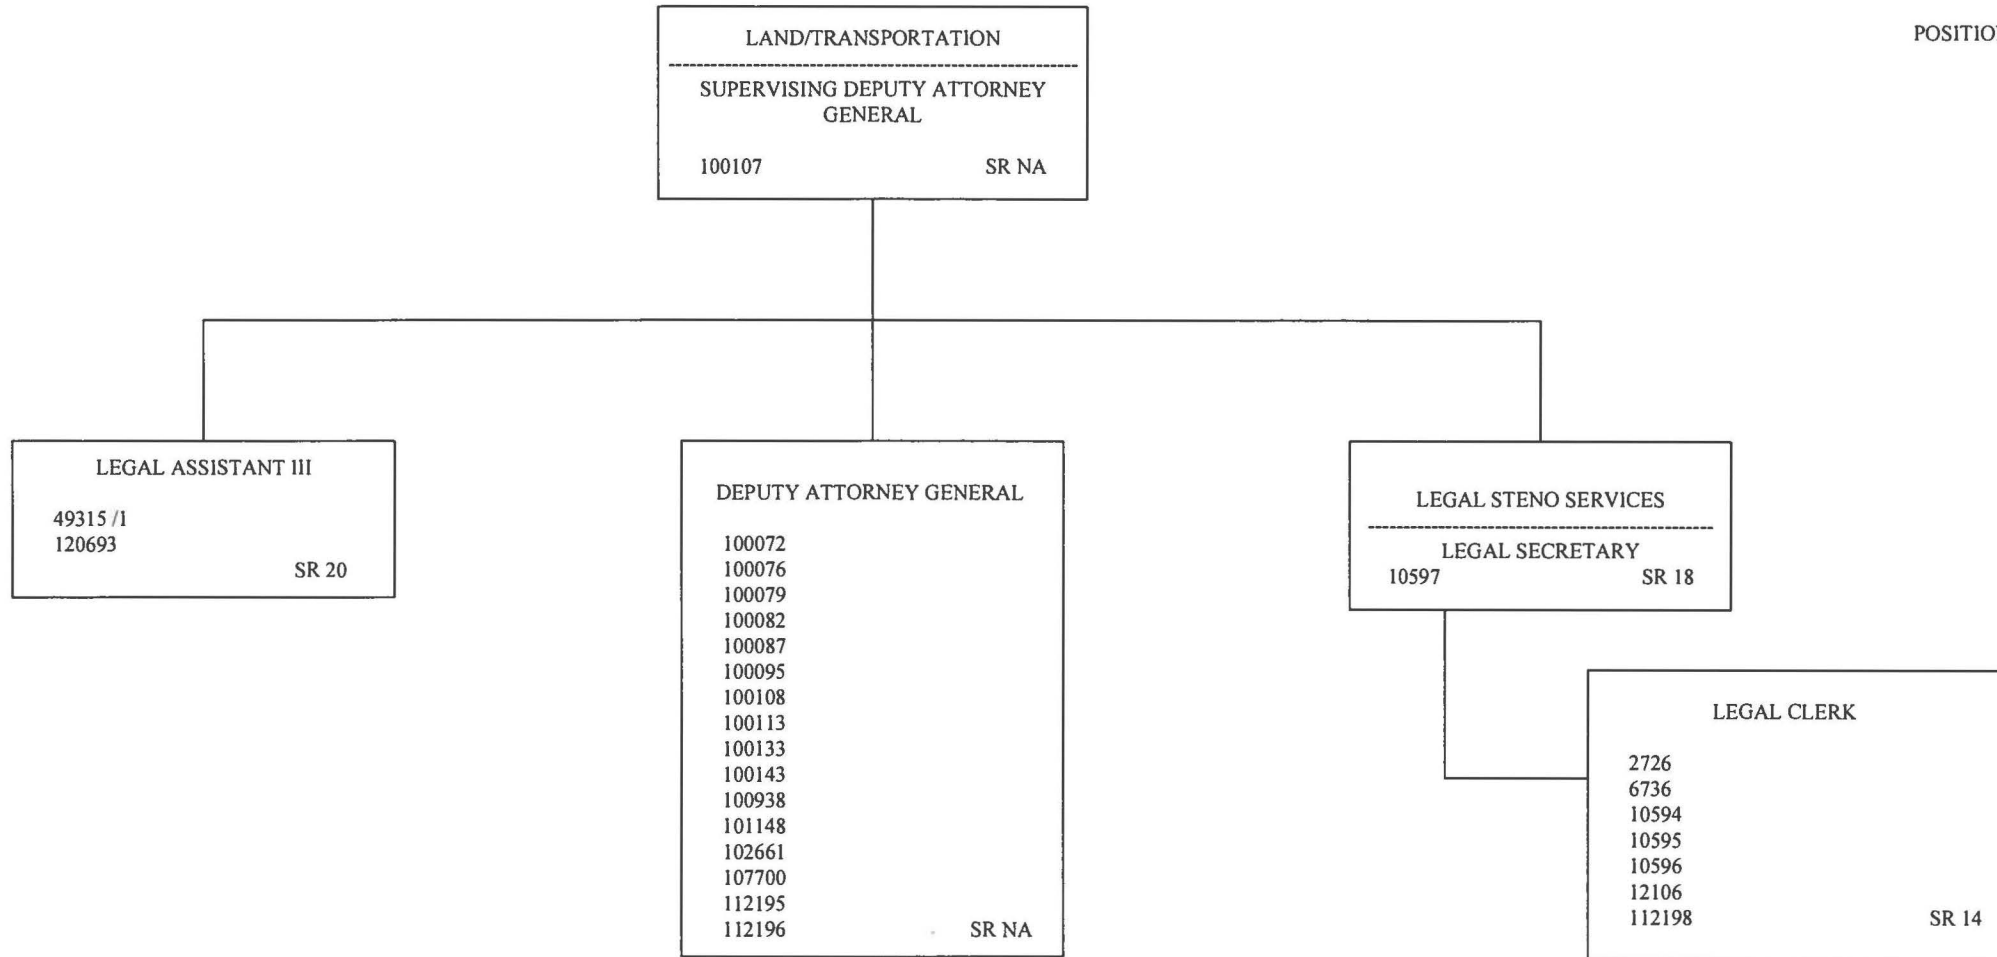 POSITIO
LAND/TRANSPORTATION
SUPERVISING DEPUTY ATTORNEY
GENERAL
100107 SR NA
LEGAL ASSISTANT III
49315 /1
120693
SR 20
DEPUTY ATTORNEY GENERAL
100072
100076
100079
100082
100087
100095
100108
100113
100133
100143
100938
101148
102661
107700
112195
112196 SR NA
LEGAL STENO SERVICES
LEGAL SECRETARY
10597 SR 18
LEGAL CLERK
2726
6736
10594
10595
10596
12106
112198 SR 14